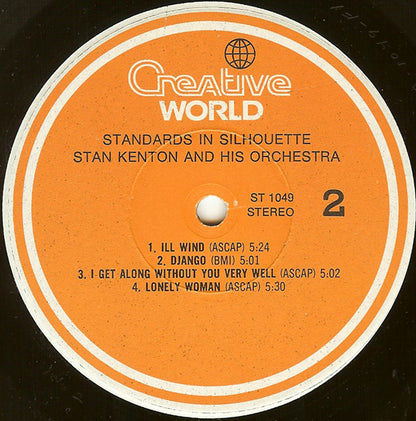 Creative
WORLD
STANDARDS IN SILHOUETTE
STAN KENTON AND HIS ORCHESTRA
ST 1049
STEREO
2
1. ILL WIND (ASCAP) 5:24
2. DJANGO (BMI) 5:01
3. I GET ALONG WITHOUT YOU VERY WELL (ASCAP) 5:02
4. LONELY WOMAN (ASCAP) 5:30